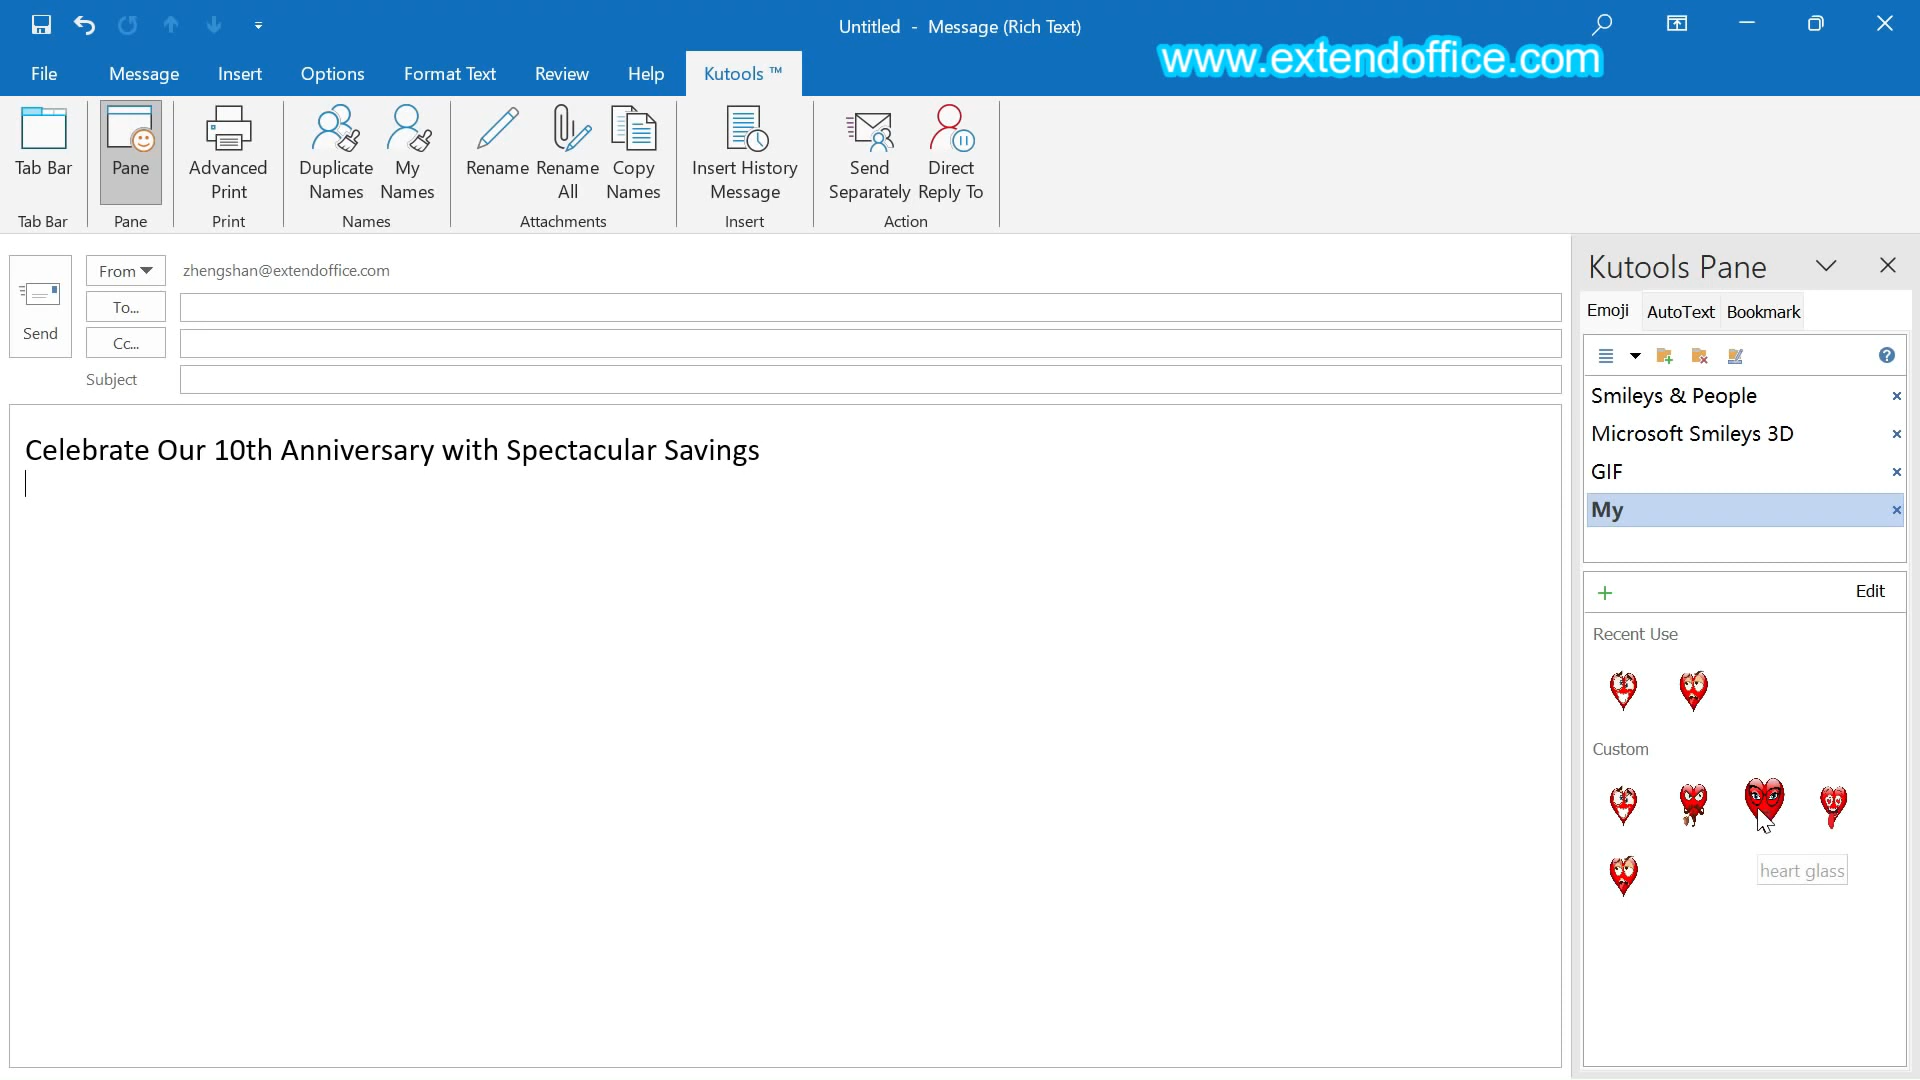 Untitled - Message (Rich Text)
www.extendoffice.com
File Message Insert Options Format Text Review Help Kutools ™
Tab Bar Pane Advanced Print Duplicate Names My Names Rename Rename All Copy Names Insert History Message Send Separately Direct Reply To
Tab Bar Pane Print Names Attachments Insert Action
Send
From zhengshan@extendoffice.com
To...
Cc...
Subject
Celebrate Our 10th Anniversary with Spectacular Savings
Kutools Pane
Emoji AutoText Bookmark
?
Smileys & People
Microsoft Smileys 3D
GIF
My
Edit
Recent Use
Custom
heart glass